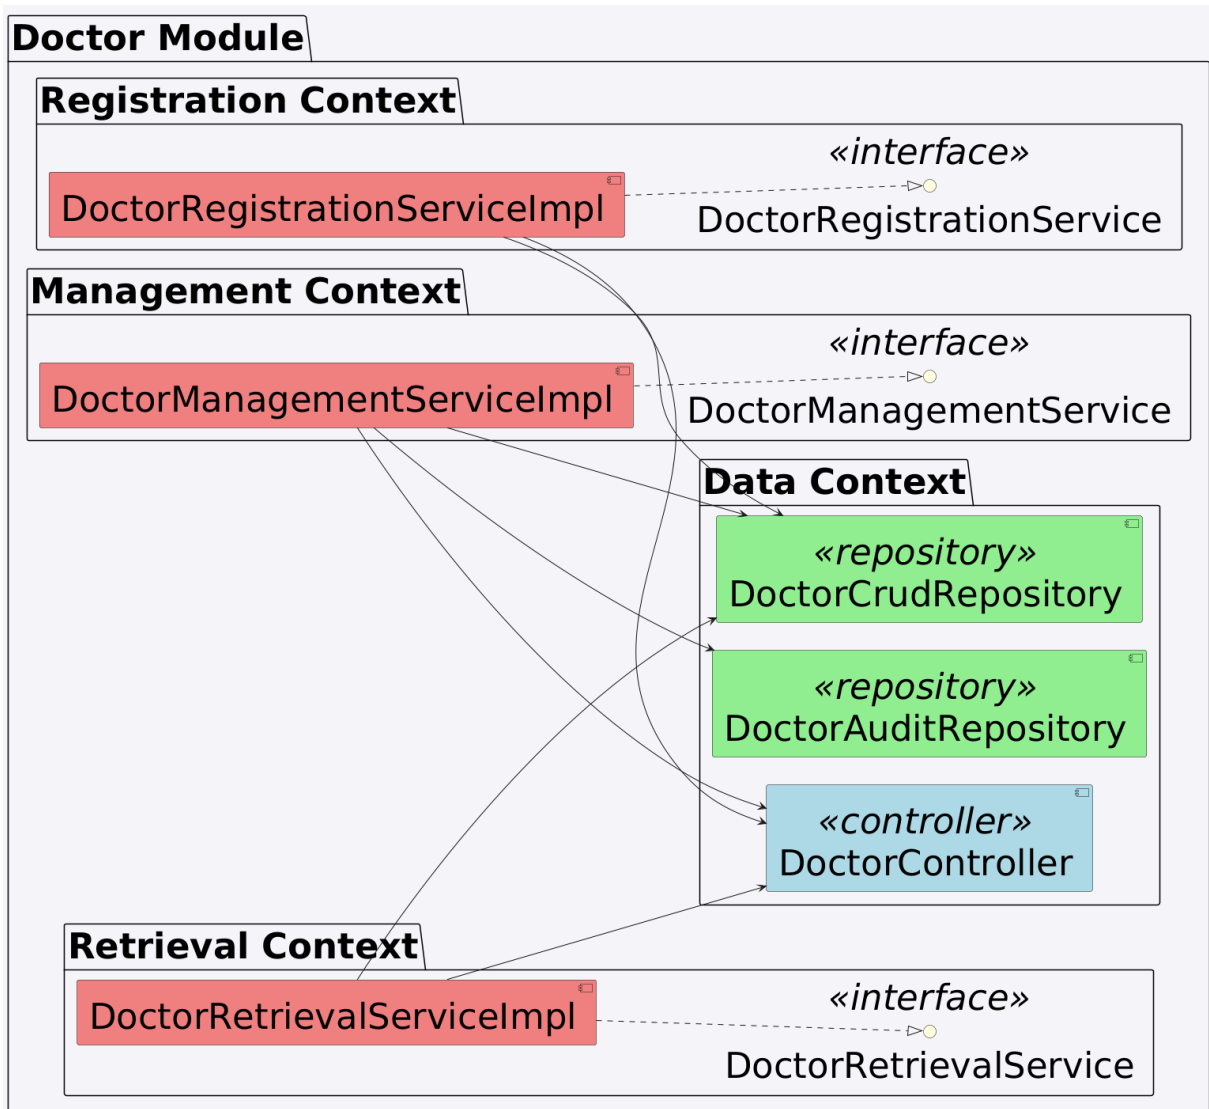 Doctor Module
Registration Context
«interface»
DoctorRegistrationServiceImpl
DoctorRegistrationService
Management Context
«interface»
DoctorManagementServiceImpl
DoctorManagementService
Data Context
«repository»
DoctorCrudRepository
«repository»
DoctorAuditRepository
«controller»
DoctorController
Retrieval Context
«interface»
DoctorRetrievalServiceImpl
DoctorRetrievalService